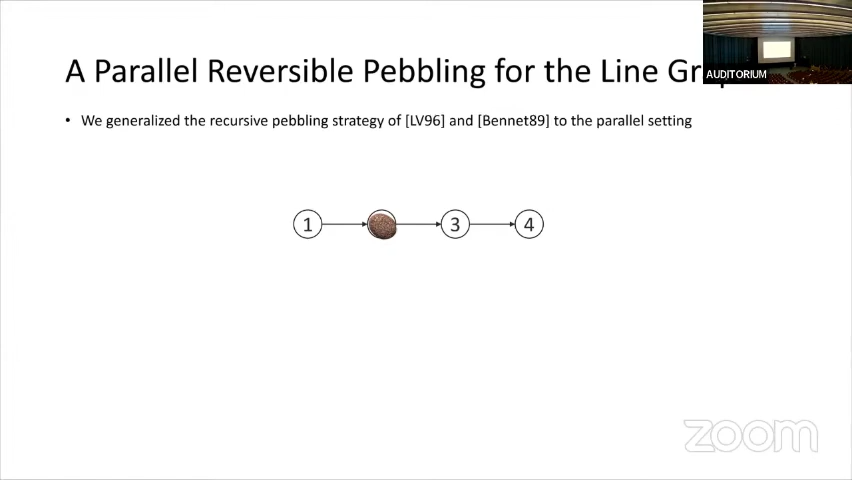 A Parallel Reversible Pebbling for the Line
AUDITORIUM
• We generalized the recursive pebbling strategy of [LV96] and [Bennet89] to the parallel setting
1 3 4
zoom